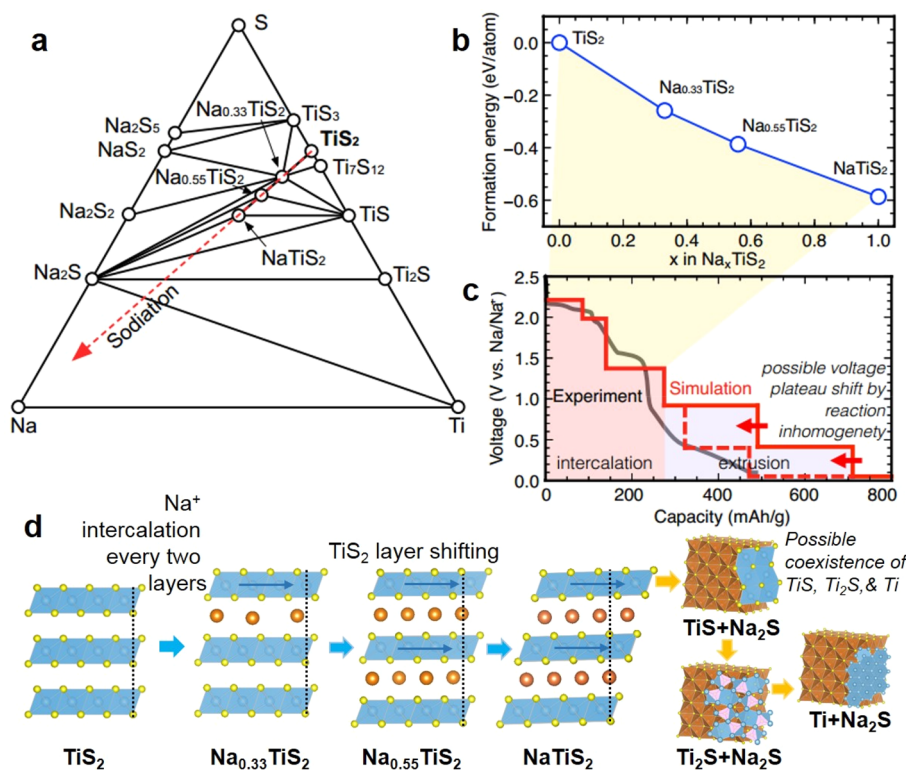 a
S
Na0.33TiS2
TiS3
Na2S5
TiS2
NaS2
Ti7S12
Na0.55TiS2
Na2S2
TiS
NaTiS2
Na2S
Ti2S
Sodiation
Na
Ti
b
Formation energy (eV/atom)
0.0
-0.2
-0.4
-0.6
TiS2
Na0.33TiS2
Na0.55TiS2
NaTiS2
0.0 0.2 0.4 0.6 0.8 1.0
x in NaxTiS2
c
Voltage (V vs. Na/Na+)
2.5
2.0
1.5
1.0
0.5
0.0
Experiment
Simulation
possible voltage
plateau shift by
reaction
inhomogenety
intercalation
extrusion
0 200 400 600 800
Capacity (mAh/g)
d
Na+
intercalation
every two
layers
TiS2 layer shifting
Possible
coexistence of
TiS, Ti2S,& Ti
TiS+Na2S
Ti+Na2S
TiS2
Na0.33TiS2
Na0.55TiS2
NaTiS2
Ti2S+Na2S